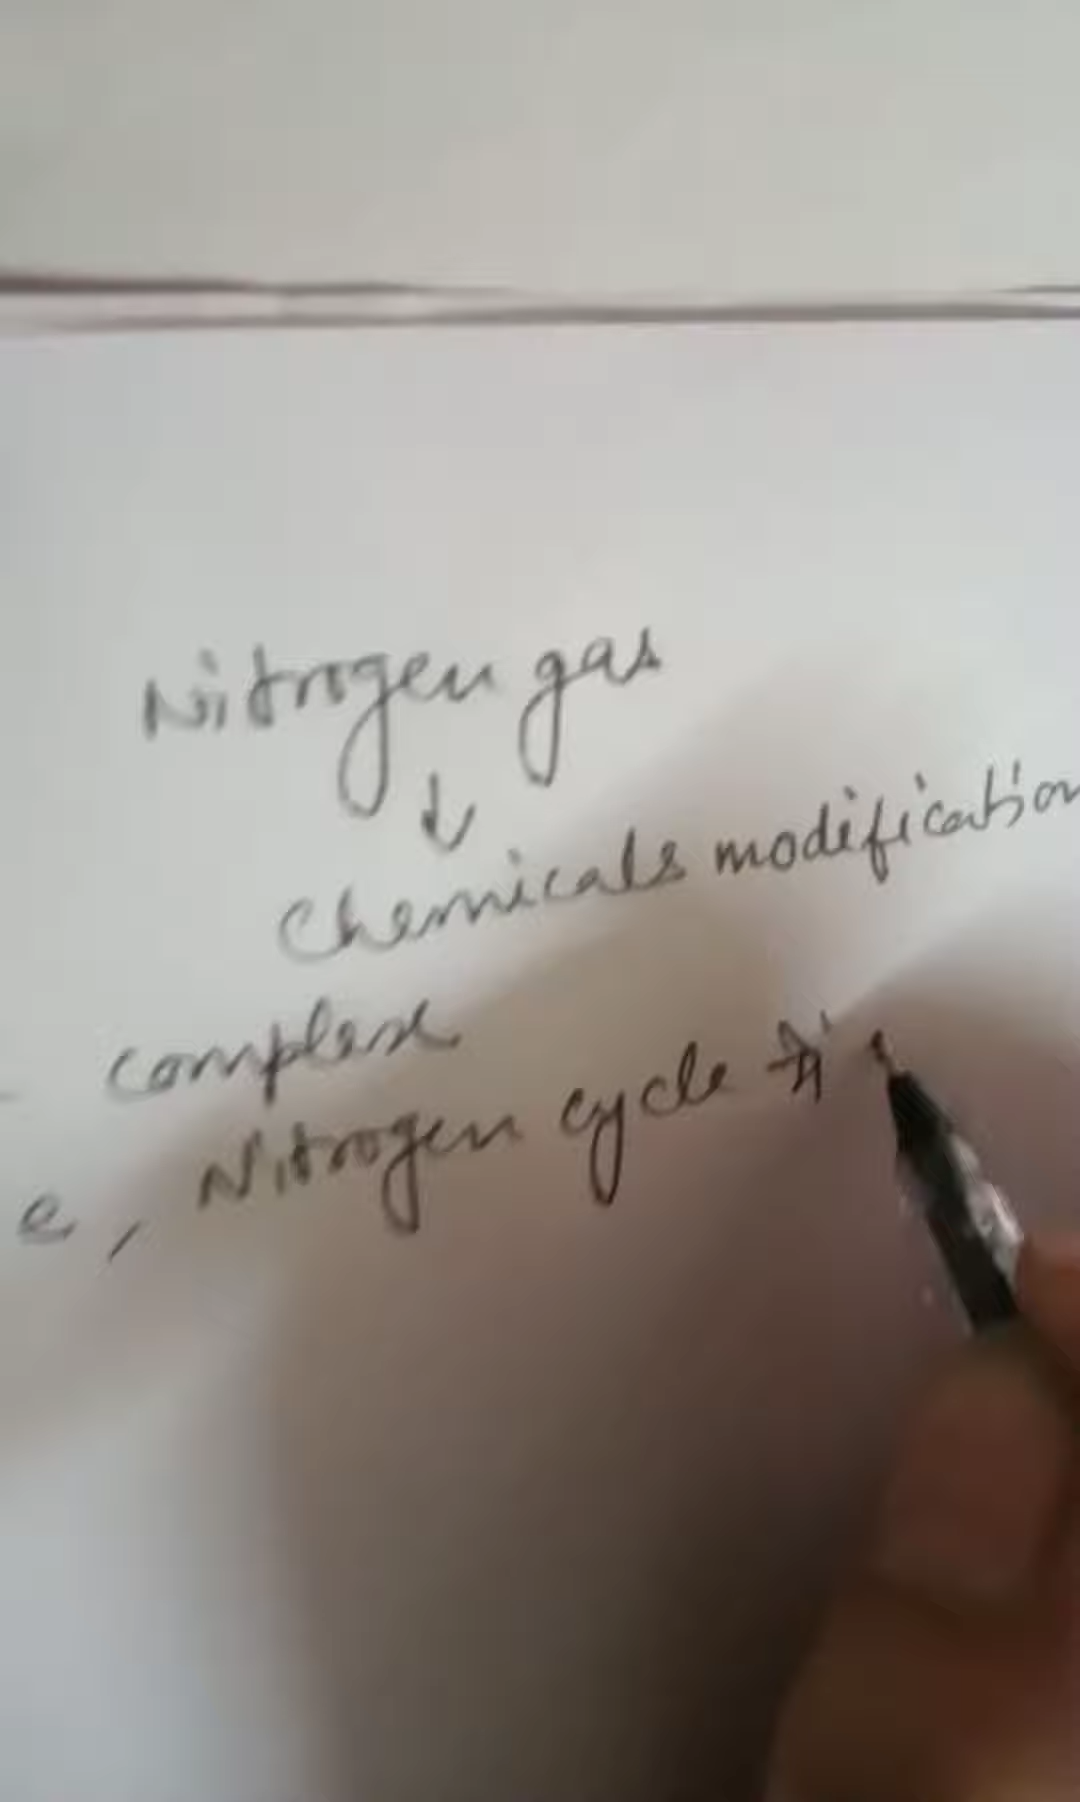 Nitrogen gas
↓
Chemicals modification
- complex
e, Nitrogen cycle में